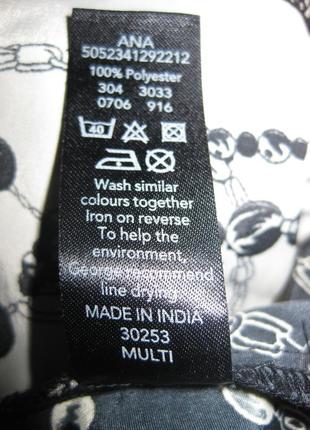 ANA
5052341292212
100% Polyester
304 3033
0706 916
40
Wash similar
colours together
Iron on reverse
To help the
environment,
George recommend
line drying.
MADE IN INDIA
30253
MULTI